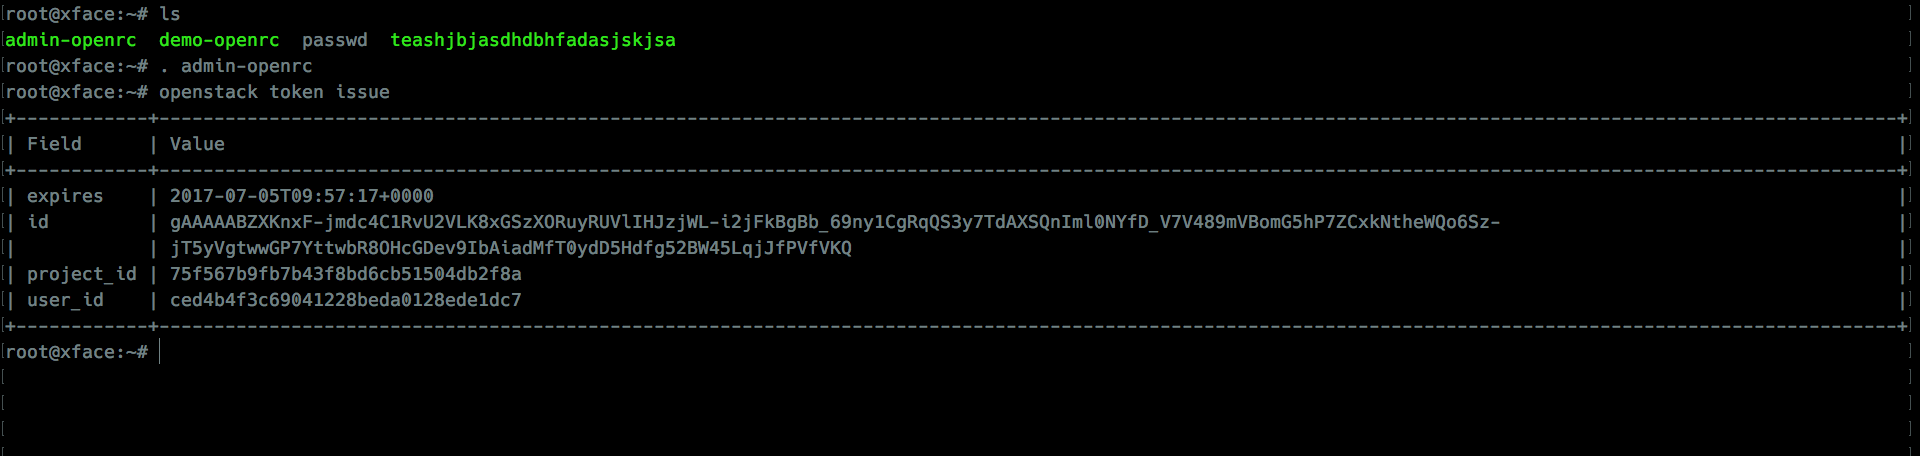 root@xface:~# ls
admin-openrc  demo-openrc  passwd  teashjbjasdhdbhfadasjskjsa
root@xface:~# . admin-openrc
root@xface:~# openstack token issue
+------------+--------------------------------------------------------------------------------------------------------------------------------------------------------------+
| Field      | Value                                                                                                                                                        |
+------------+--------------------------------------------------------------------------------------------------------------------------------------------------------------+
| expires    | 2017-07-05T09:57:17+0000                                                                                                                                     |
| id         | gAAAAABZXKnxF-jmdc4C1RvU2VLK8xGSzXORuyRUVlIHJzjWL-i2jFkBgBb_69ny1CgRqQS3y7TdAXSQnIml0NYfD_V7V489mVBomG5hP7ZCxkNtheWQo6Sz-                                    |
|            | jT5yVgtwwGP7YttwbR8OHcGDev9IbAiadMfT0ydD5Hdfg52BW45LqjJfPVfVKQ                                                                                               |
| project_id | 75f567b9fb7b43f8bd6cb51504db2f8a                                                                                                                             |
| user_id    | ced4b4f3c69041228beda0128ede1dc7                                                                                                                             |
+------------+--------------------------------------------------------------------------------------------------------------------------------------------------------------+
root@xface:~#